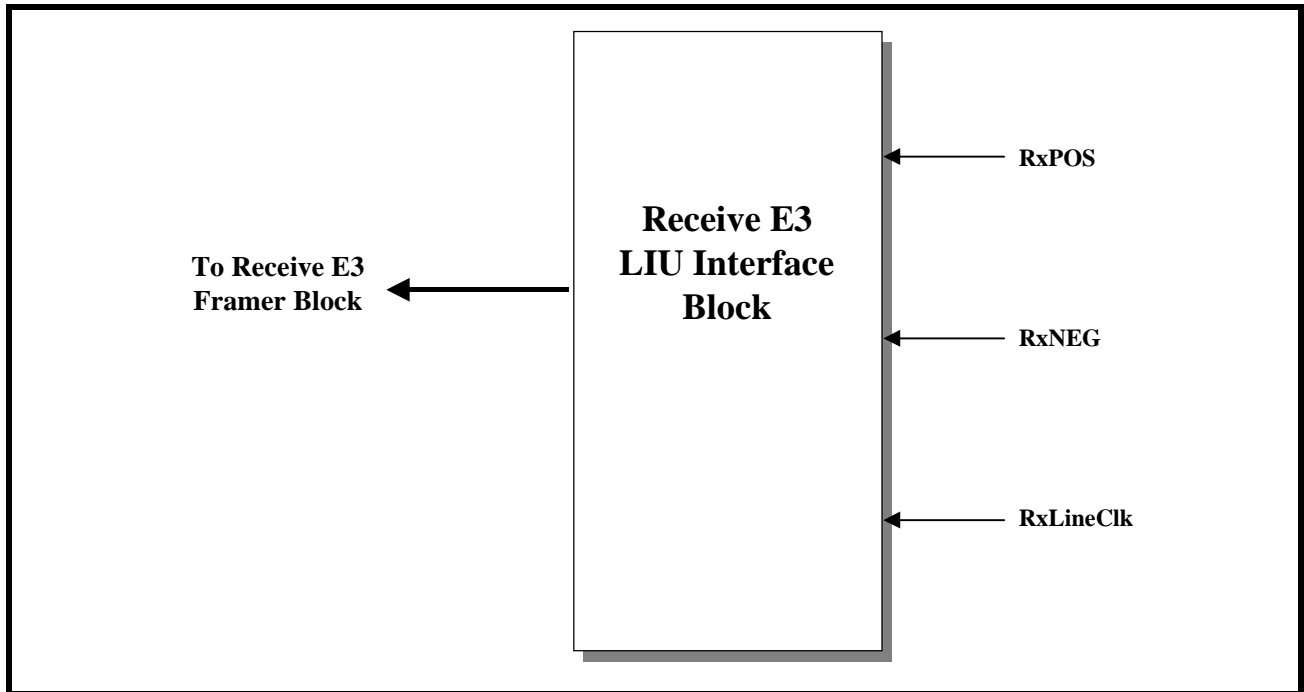 To Receive E3
Framer Block
Receive E3
LIU Interface
Block
RxPOS
RxNEG
RxLineClk